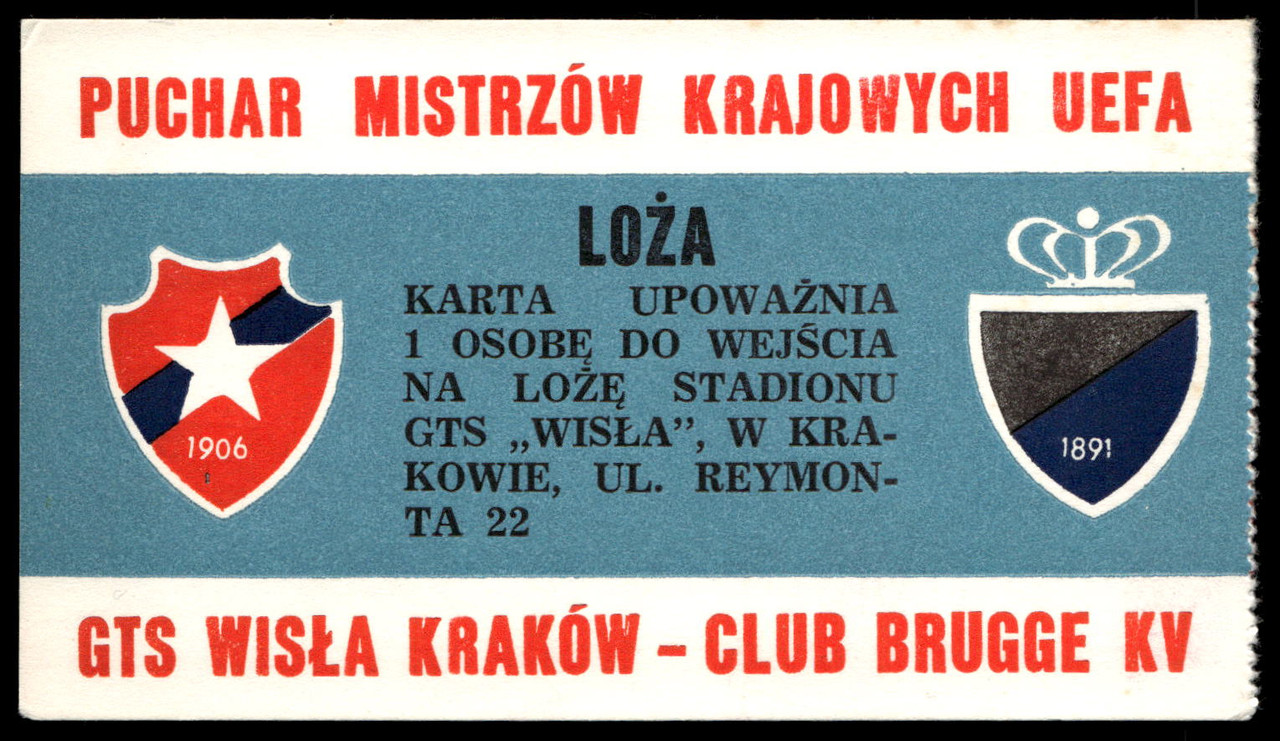 PUCHAR MISTRZÓW KRAJOWYCH UEFA
LOŻA
KARTA UPOWAŻNIA
1 OSOBĘ DO WEJŚCIA
NA LOŻĘ STADIONU
GTS „WISŁA”, W KRA-
KOWIE, UL. REYMON-
TA 22
1906
1891
GTS WISŁA KRAKÓW – CLUB BRUGGE KV